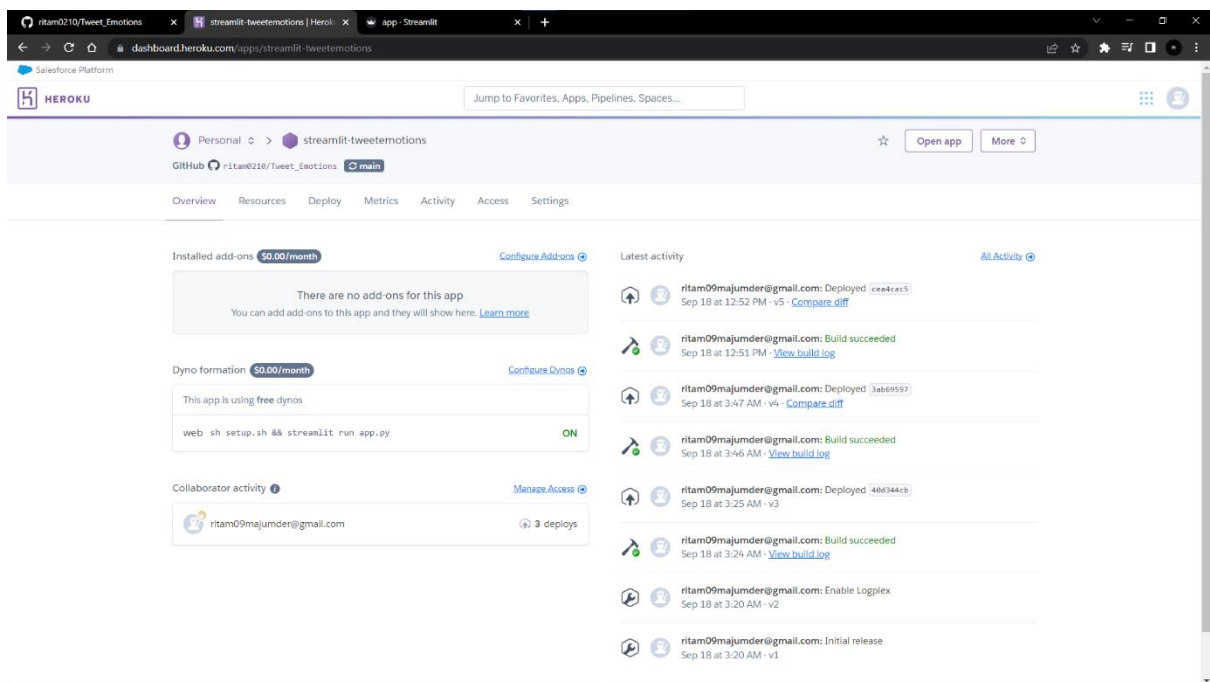 ritam0210/Tweet_Emotions
streamlit-tweetemotions | Herok
app · Streamlit
dashboard.heroku.com/apps/streamlit-tweetemotions
Salesforce Platform
HEROKU
Jump to Favorites, Apps, Pipelines, Spaces...
Personal > streamlit-tweetemotions
Open app
More
GitHub ritam0210/Tweet_Emotions main
Overview Resources Deploy Metrics Activity Access Settings
Installed add-ons $0.00/month Configure Add-ons
There are no add-ons for this app
You can add add-ons to this app and they will show here. Learn more
Dyno formation $0.00/month Configure Dynos
This app is using free dynos
web sh setup.sh && streamlit run app.py ON
Collaborator activity Manage Access
ritam09majumder@gmail.com 3 deploys
Latest activity All Activity
ritam09majumder@gmail.com: Deployed cea4cac5
Sep 18 at 12:52 PM · v5 · Compare diff
ritam09majumder@gmail.com: Build succeeded
Sep 18 at 12:51 PM · View build log
ritam09majumder@gmail.com: Deployed 3ab69597
Sep 18 at 3:47 AM · v4 · Compare diff
ritam09majumder@gmail.com: Build succeeded
Sep 18 at 3:46 AM · View build log
ritam09majumder@gmail.com: Deployed 40d344cb
Sep 18 at 3:25 AM · v3
ritam09majumder@gmail.com: Build succeeded
Sep 18 at 3:24 AM · View build log
ritam09majumder@gmail.com: Enable Logplex
Sep 18 at 3:20 AM · v2
ritam09majumder@gmail.com: Initial release
Sep 18 at 3:20 AM · v1